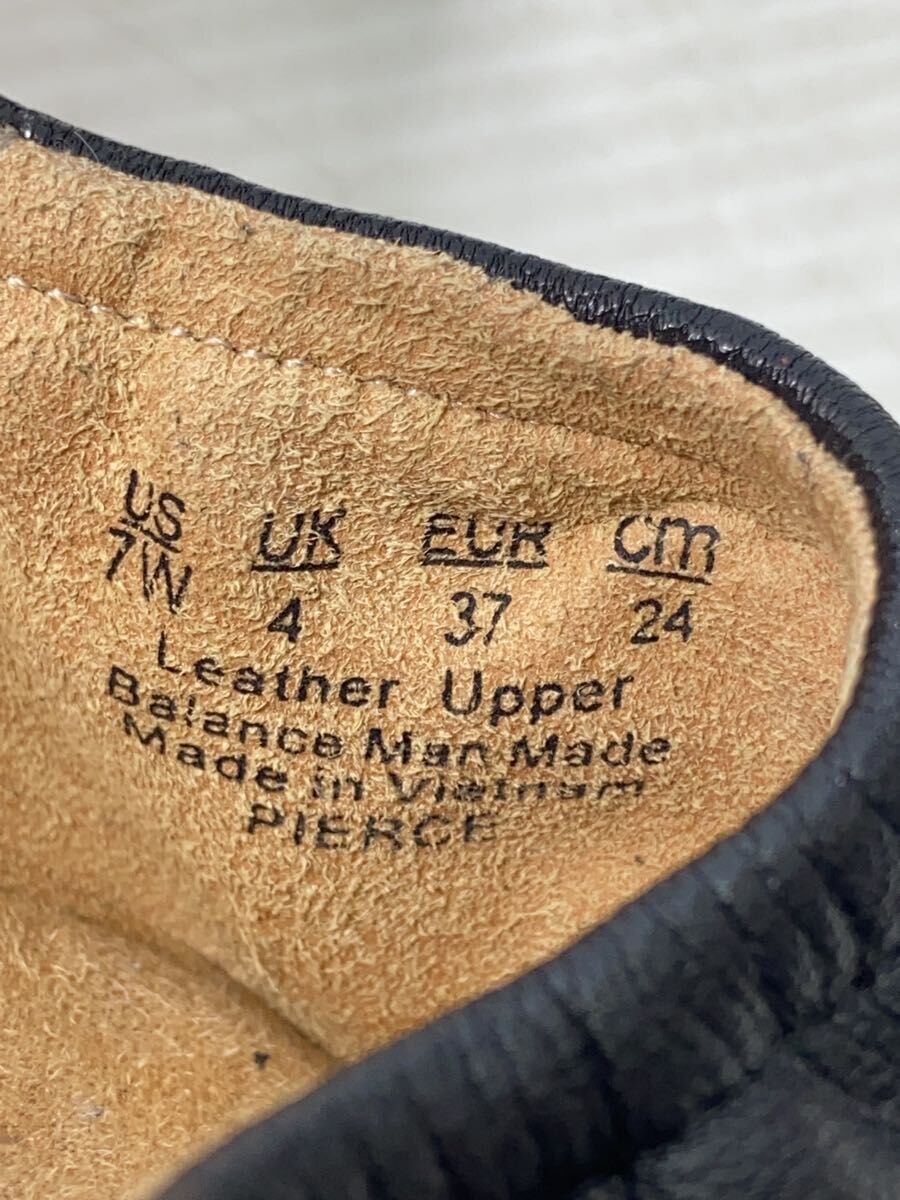 US UK EUR cm
7W 4 37 24
Leather Upper
Balance Man Made
Made in Vietnam
PIERCE